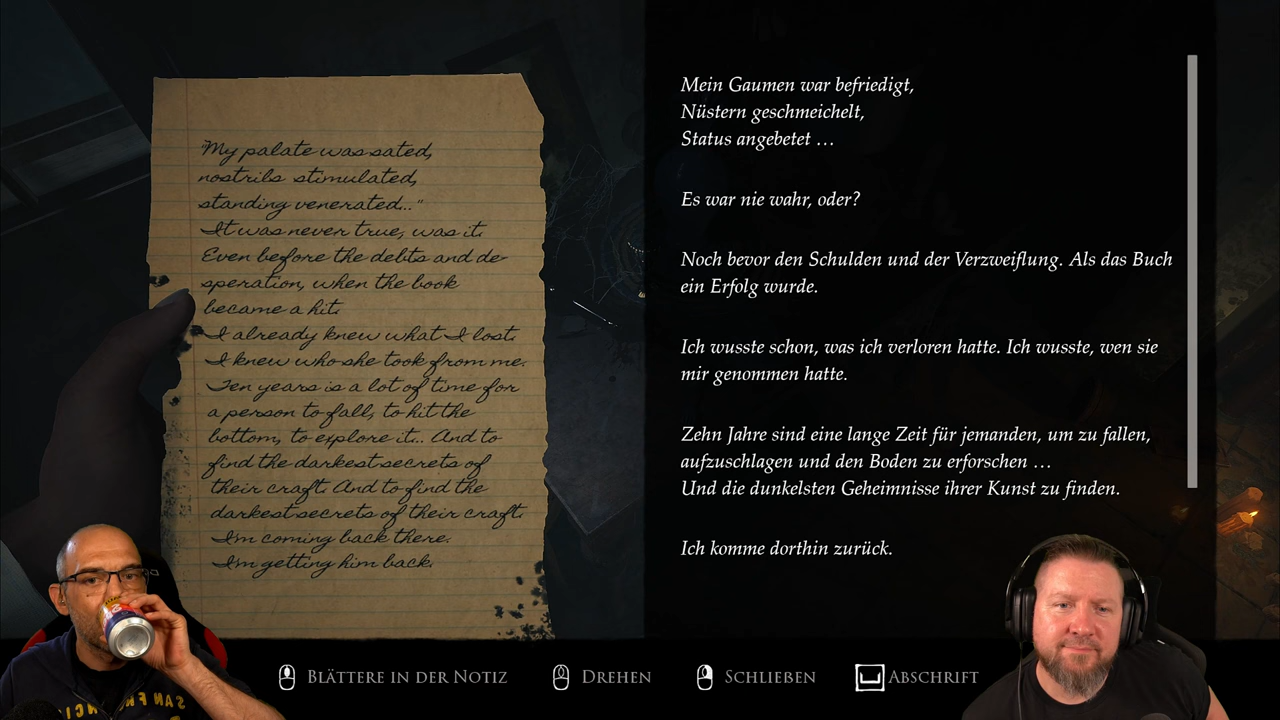 "My palate was sated,
nostrils stimulated,
standing venerated..."
It was never true, was it.
Even before the debts and de-
speration, when the book
became a hit.
I already knew what I lost.
I knew who she took from me.
Ten years is a lot of time for
a person to fall, to hit the
bottom, to explore it... And to
find the darkest secrets of
their craft. And to find the
darkest secrets of their craft.
I'm coming back there.
I'm getting him back.
Mein Gaumen war befriedigt,
Nüstern geschmeichelt,
Status angebetet …
Es war nie wahr, oder?
Noch bevor den Schulden und der Verzweiflung. Als das Buch
ein Erfolg wurde.
Ich wusste schon, was ich verloren hatte. Ich wusste, wen sie
mir genommen hatte.
Zehn Jahre sind eine lange Zeit für jemanden, um zu fallen,
aufzuschlagen und den Boden zu erforschen …
Und die dunkelsten Geheimnisse ihrer Kunst zu finden.
Ich komme dorthin zurück.
Blättere in der Notiz
Drehen
Schließen
Abschrift